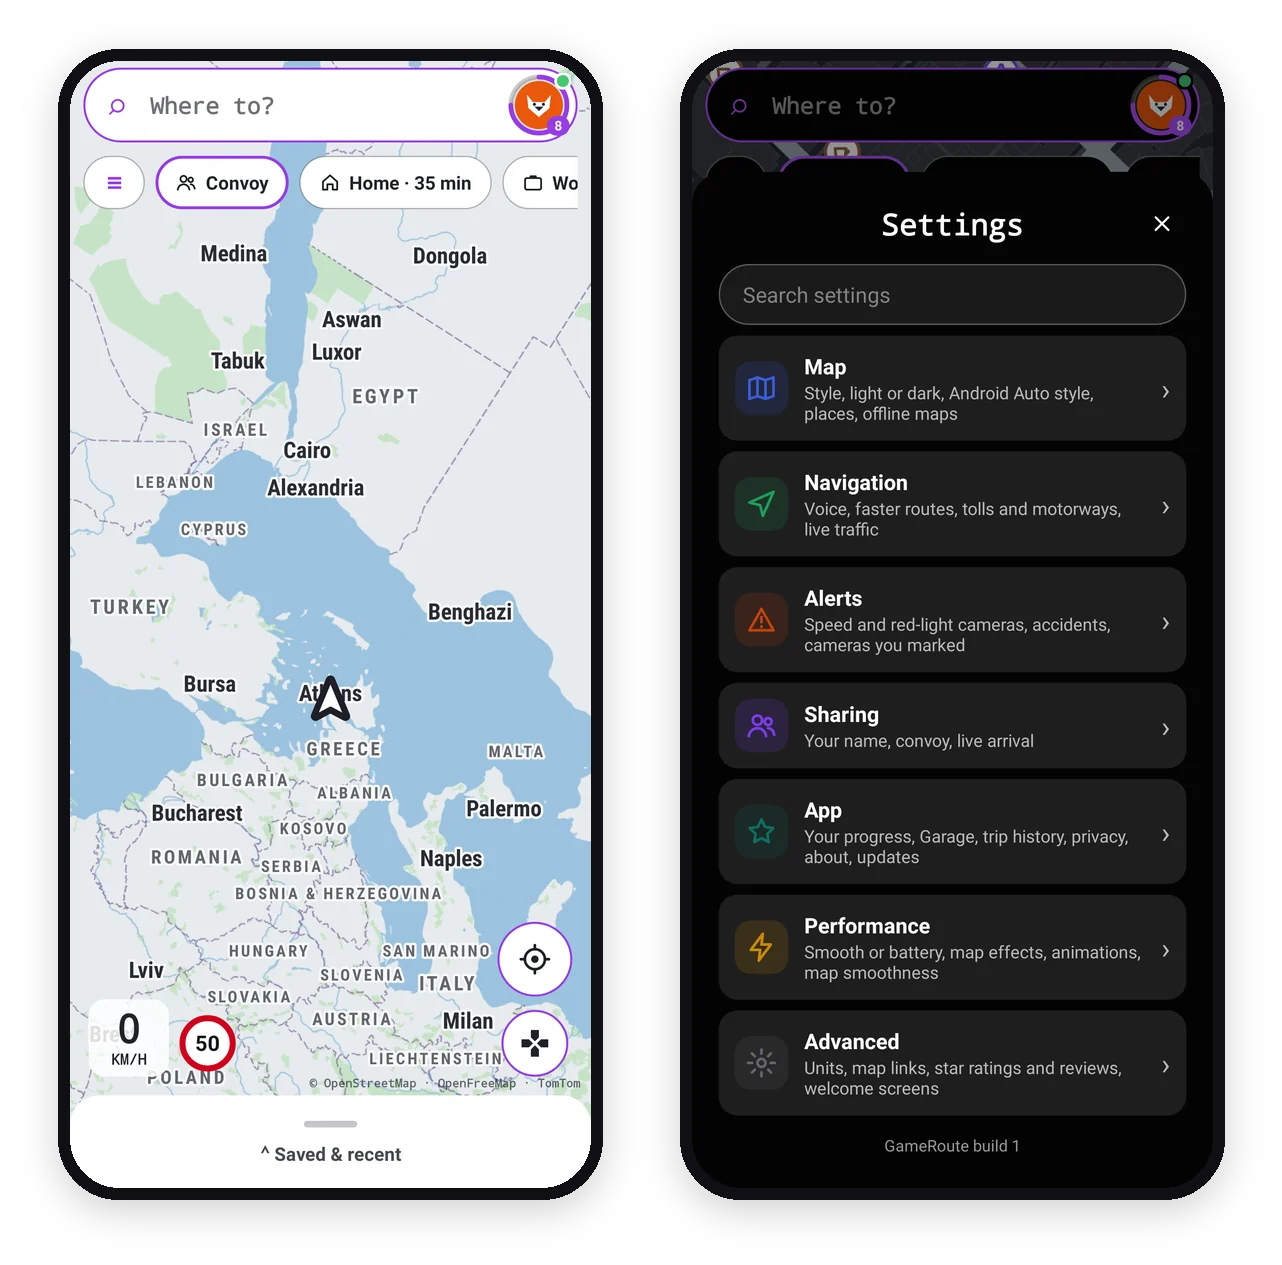 Where to?
8
Convoy
Home · 35 min
Wo
Medina
Dongola
Aswan
Tabuk
Luxor
EGYPT
ISRAEL
Cairo
LEBANON
Alexandria
CYPRUS
TURKEY
Benghazi
Bursa
GREECE
MALTA
BULGARIA
ALBANIA
Bucharest
Palermo
KOSOVO
ROMANIA
SERBIA
Naples
BOSNIA & HERZEGOVINA
HUNGARY
SAN MARINO
Lviv
SLOVENIA
ITALY
SLOVAKIA
AUSTRIA
Milan
0
KM/H
50
LIECHTENSTEIN
POLAND
© OpenStreetMap · OpenFreeMap · TomTom
^ Saved & recent
Where to?
8
Settings
Search settings
Map
Style, light or dark, Android Auto style,
places, offline maps
Navigation
Voice, faster routes, tolls and motorways,
live traffic
Alerts
Speed and red-light cameras, accidents,
cameras you marked
Sharing
Your name, convoy, live arrival
App
Your progress, Garage, trip history, privacy,
about, updates
Performance
Smooth or battery, map effects, animations,
map smoothness
Advanced
Units, map links, star ratings and reviews,
welcome screens
GameRoute build 1